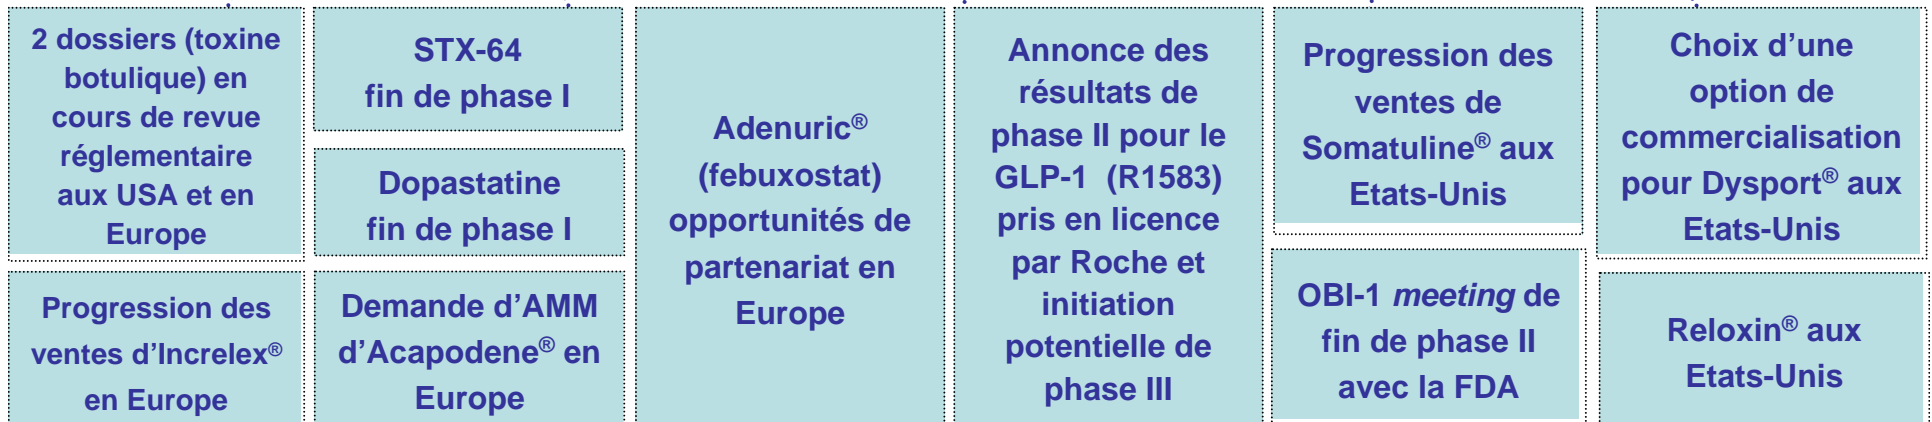 2 dossiers (toxine
botulique) en
cours de revue
réglementaire
aux USA et en
Europe
Progression des
ventes d’Increlex®
en Europe
STX-64
fin de phase I
Dopastatine
fin de phase I
Demande d’AMM
d’Acapodene® en
Europe
Adenuric®
(febuxostat)
opportunités de
partenariat en
Europe
Annonce des
résultats de
phase II pour le
GLP-1 (R1583)
pris en licence
par Roche et
initiation
potentielle de
phase III
Progression des
ventes de
Somatuline® aux
Etats-Unis
OBI-1 meeting de
fin de phase II
avec la FDA
Choix d’une
option de
commercialisation
pour Dysport® aux
Etats-Unis
Reloxin® aux
Etats-Unis